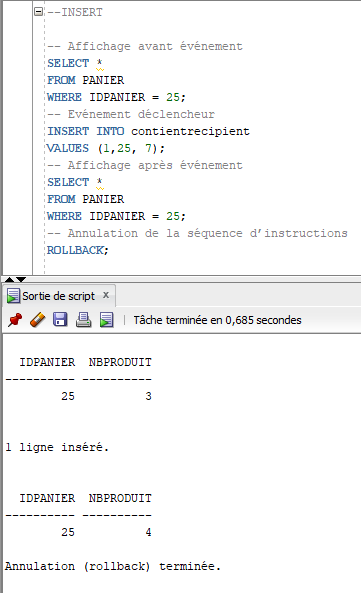 --INSERT
-- Affichage avant événement
SELECT *
FROM PANIER
WHERE IDPANIER = 25;
-- Evénement déclencheur
INSERT INTO contientrecipient
VALUES (1,25, 7);
-- Affichage après événement
SELECT *
FROM PANIER
WHERE IDPANIER = 25;
-- Annulation de la séquence d’instructions
ROLLBACK;
Sortie de script x
Tâche terminée en 0,685 secondes
IDPANIER NBPRODUIT
---------- ----------
25 3
1 ligne inséré.
IDPANIER NBPRODUIT
---------- ----------
25 4
Annulation (rollback) terminée.